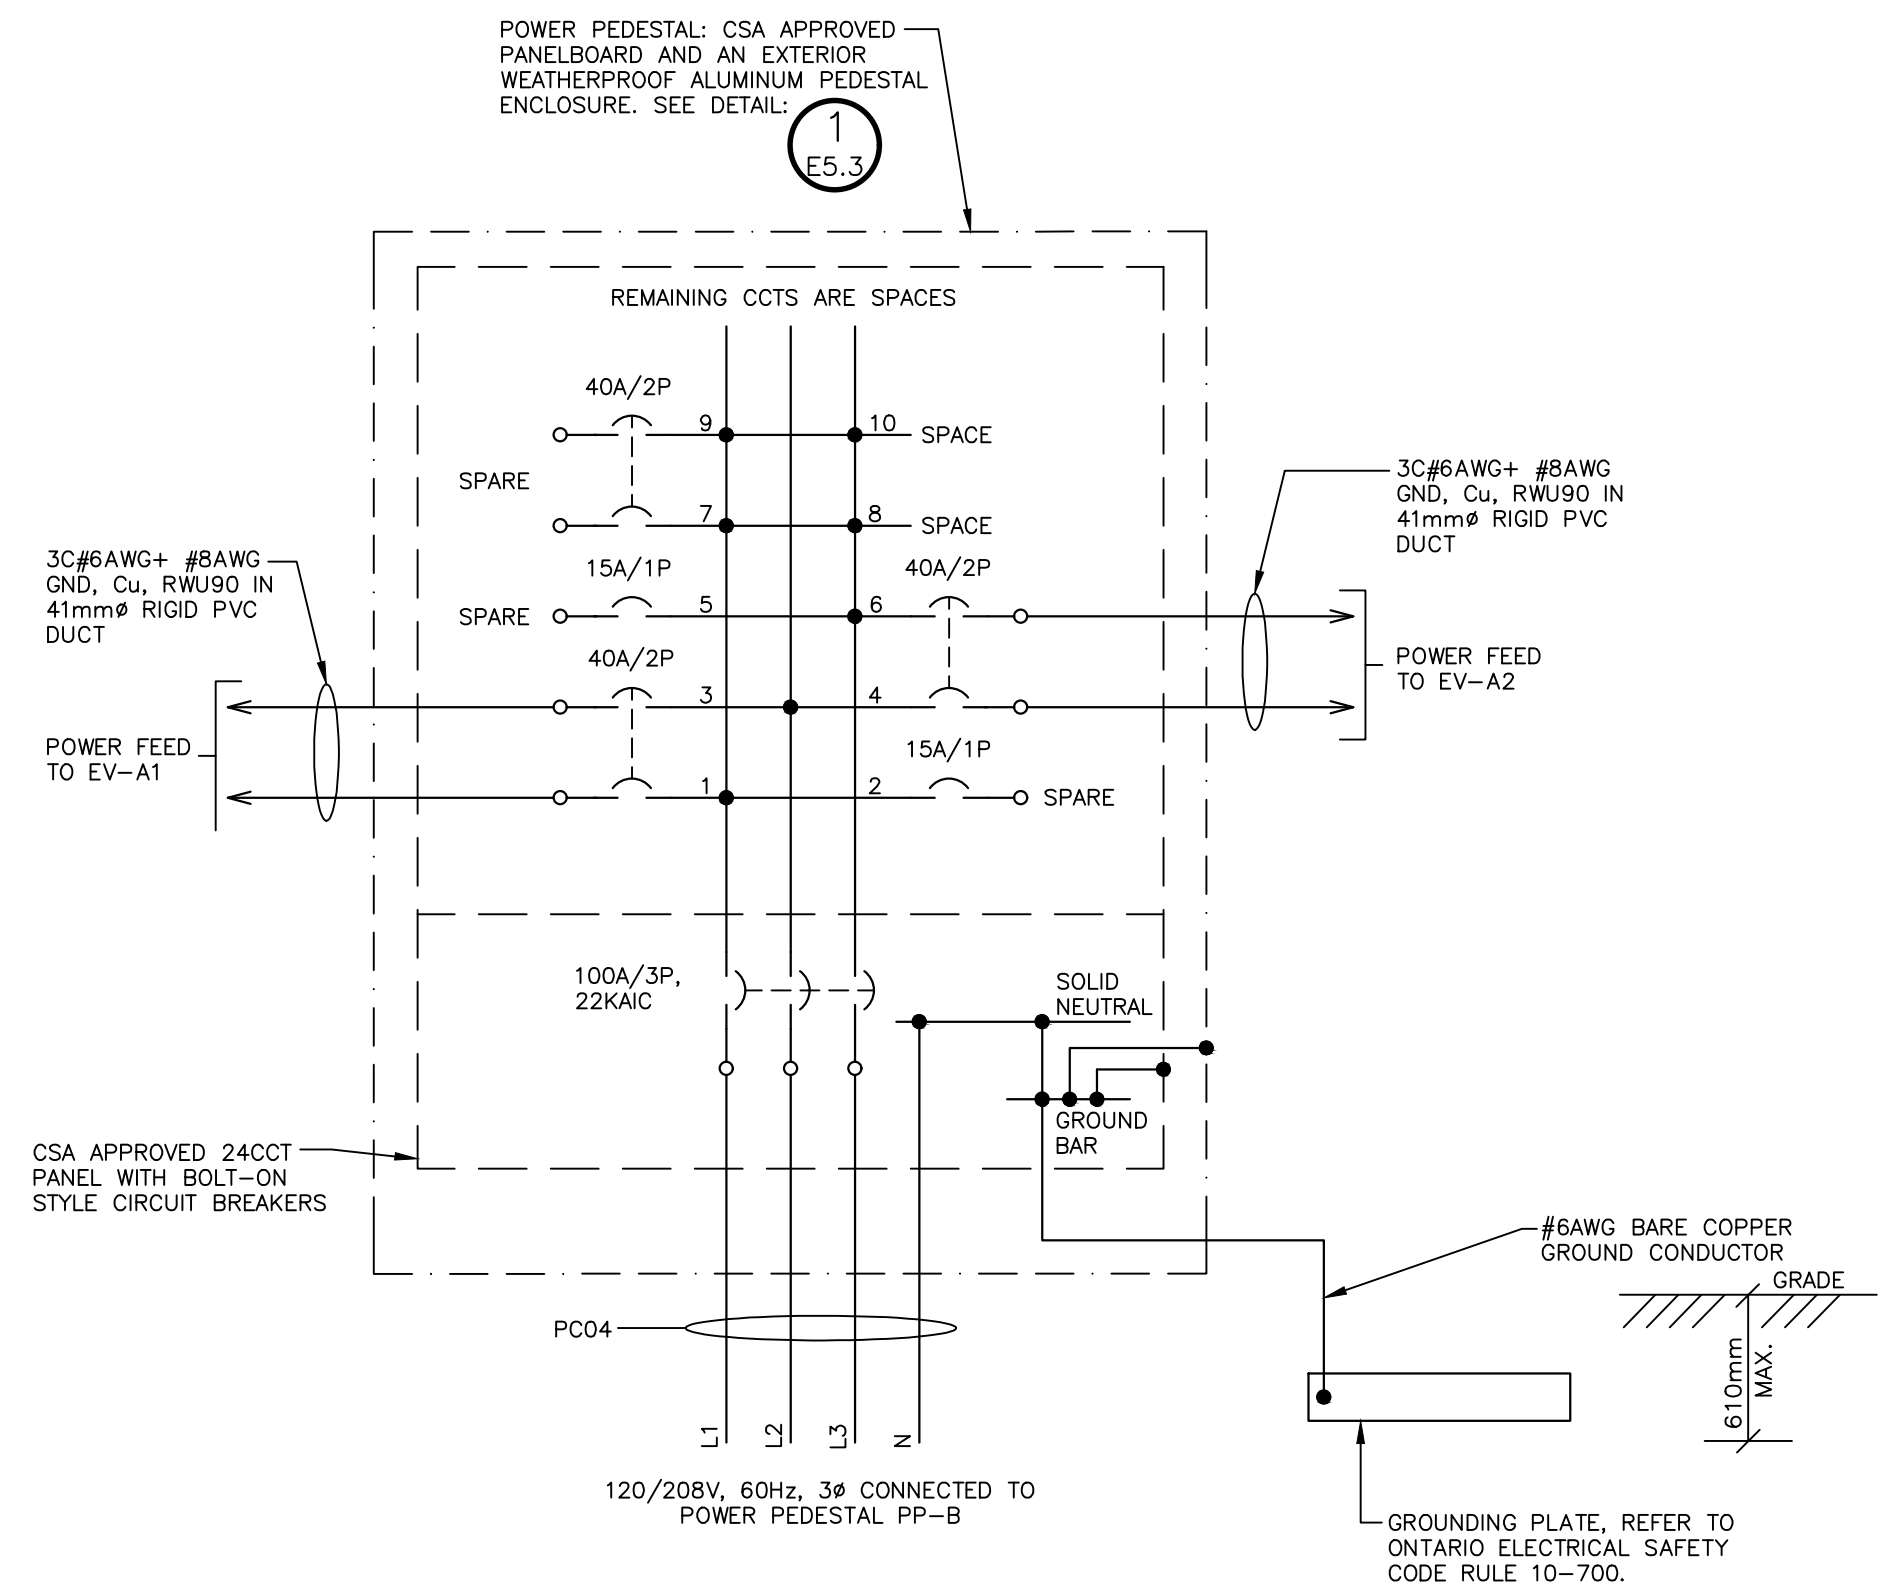 POWER PEDESTAL: CSA APPROVED
PANELBOARD AND AN EXTERIOR
WEATHERPROOF ALUMINUM PEDESTAL
ENCLOSURE. SEE DETAIL:
1
E5.3
REMAINING CCTS ARE SPACES
40A/2P
9
10
SPACE
SPARE
7
8
SPACE
3C#6AWG+ #8AWG
GND, Cu, RWU90 IN
41mmø RIGID PVC
DUCT
3C#6AWG+ #8AWG
GND, Cu, RWU90 IN
41mmø RIGID PVC
DUCT
15A/1P
40A/2P
SPARE
5
6
40A/2P
POWER FEED
TO EV-A2
3
4
POWER FEED
TO EV-A1
15A/1P
1
2
SPARE
100A/3P,
22KAIC
SOLID
NEUTRAL
GROUND
BAR
CSA APPROVED 24CCT
PANEL WITH BOLT-ON
STYLE CIRCUIT BREAKERS
#6AWG BARE COPPER
GROUND CONDUCTOR
GRADE
PC04
610mm
MAX.
L1
L2
L3
N
120/208V, 60Hz, 3ø CONNECTED TO
POWER PEDESTAL PP-B
GROUNDING PLATE, REFER TO
ONTARIO ELECTRICAL SAFETY
CODE RULE 10-700.